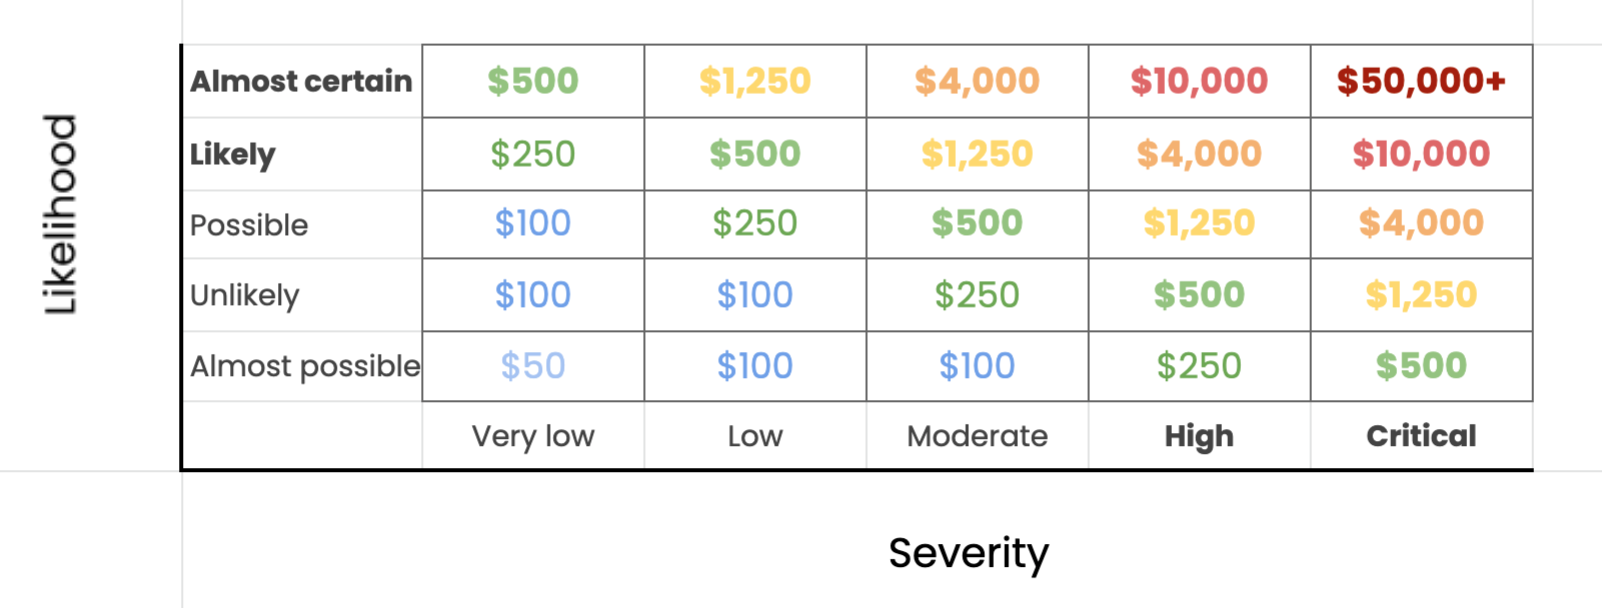 Likelihood
Almost certain $500 $1,250 $4,000 $10,000 $50,000+
Likely $250 $500 $1,250 $4,000 $10,000
Possible $100 $250 $500 $1,250 $4,000
Unlikely $100 $100 $250 $500 $1,250
Almost possible $50 $100 $100 $250 $500
Very low Low Moderate High Critical
Severity